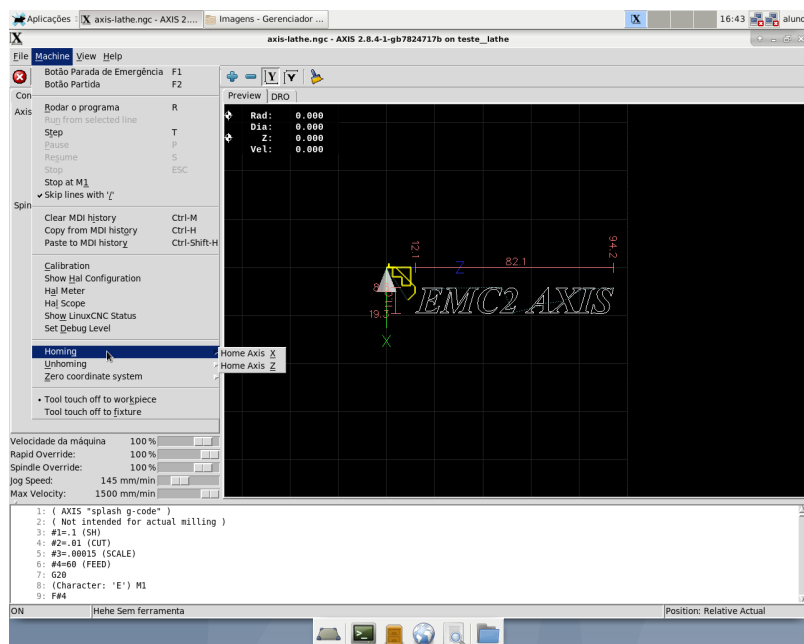 Aplicações
axis-lathe.ngc - AXIS 2....
Imagens - Gerenciador ...
16:43
axis-lathe.ngc - AXIS 2.8.4-1-gb7824717b on teste__lathe
File Machine View Help
Botão Parada de Emergência F1
Botão Partida F2
Rodar o programa R
Run from selected line
Step T
Pause P
Resume S
Stop ESC
Stop at M1
Skip lines with '/'
Clear MDI history Ctrl-M
Copy from MDI history Ctrl-H
Paste to MDI history Ctrl-Shift-H
Calibration
Show Hal Configuration
Hal Meter
Hal Scope
Show LinuxCNC Status
Set Debug Level
Homing
Unhoming
Zero coordinate system
Tool touch off to workpiece
Tool touch off to fixture
Home Axis X
Home Axis Z
Axis
Preview DRO
Rad: 0.000
Dia: 0.000
Z: 0.000
Vel: 0.000
12.1
Z
82.1
94.2
19.3
EMC2 AXIS
X
Velocidade da máquina 100 %
Rapid Override: 100 %
Spindle Override: 100 %
Jog Speed: 145 mm/min
Max Velocity: 1500 mm/min
1: ( AXIS "splash g-code" )
2: ( Not intended for actual milling )
3: #1=.1 (SH)
4: #2=.01 (CUT)
5: #3=.00015 (SCALE)
6: #4=60 (FEED)
7: G20
8: (Character: 'E') M1
9: F#4
ON
Hehe Sem ferramenta
Position: Relative Actual